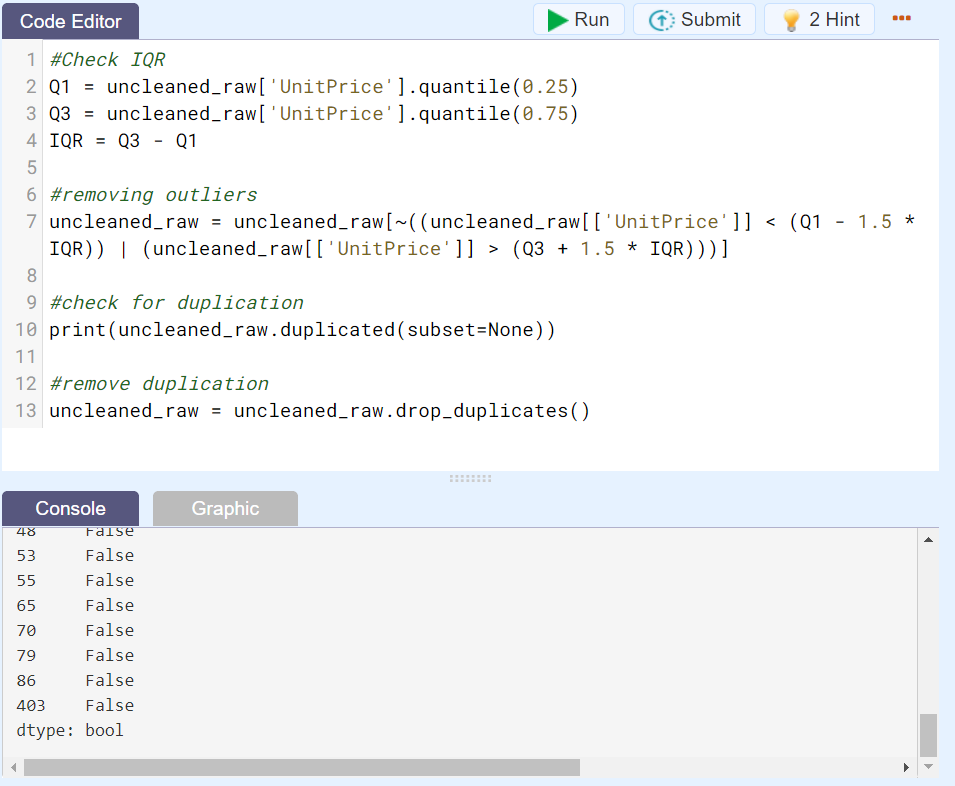 Code Editor
Run
Submit
2 Hint
1 #Check IQR
2 Q1 = uncleaned_raw['UnitPrice'].quantile(0.25)
3 Q3 = uncleaned_raw['UnitPrice'].quantile(0.75)
4 IQR = Q3 - Q1
5
6 #removing outliers
7 uncleaned_raw = uncleaned_raw[~((uncleaned_raw[['UnitPrice']] < (Q1 - 1.5 *
IQR)) | (uncleaned_raw[['UnitPrice']] > (Q3 + 1.5 * IQR)))]
8
9 #check for duplication
10 print(uncleaned_raw.duplicated(subset=None))
11
12 #remove duplication
13 uncleaned_raw = uncleaned_raw.drop_duplicates()
Console
Graphic
48 False
53 False
55 False
65 False
70 False
79 False
86 False
403 False
dtype: bool